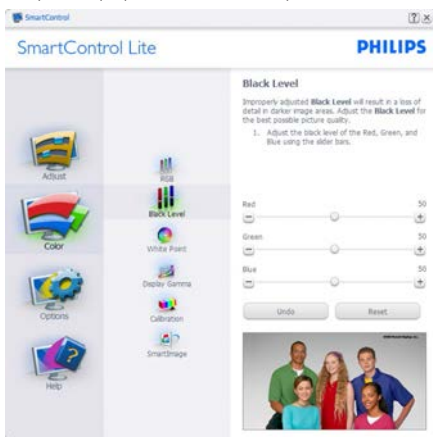 SmartControl
SmartControl Lite
PHILIPS
Adjust
Color
Options
Help
RGB
Black Level
White Point
Display Gamma
Calibration
SmartImage
Black Level
Improperly adjusted Black Level will result in a loss of
detail in darker image areas. Adjust the Black Level for
the best possible picture quality.
1. Adjust the black level of the Red, Green, and
Blue using the slider bars.
Red 50
Green 50
Blue 50
Undo Reset